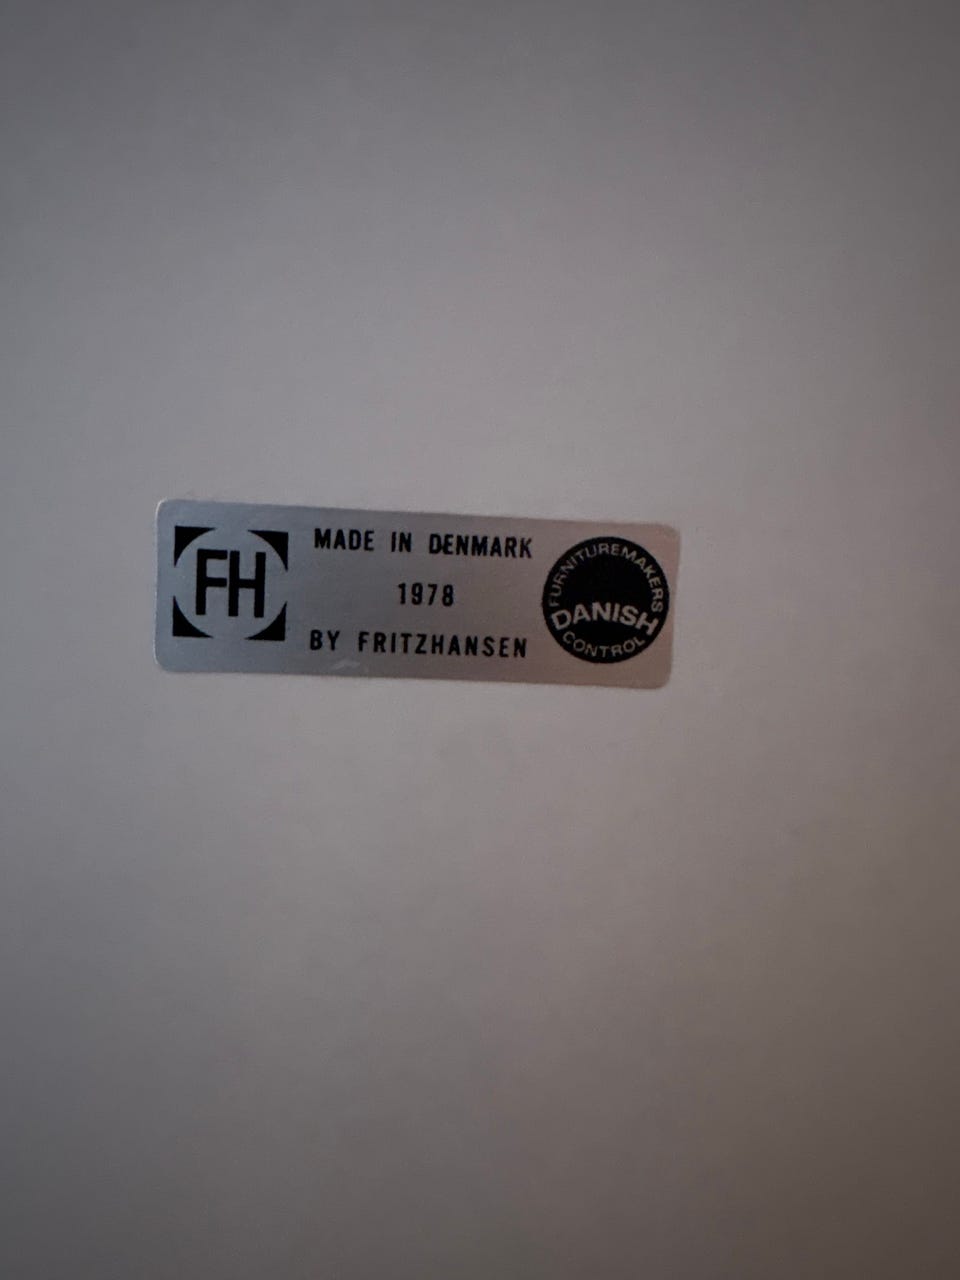 FH
MADE IN DENMARK
1978
BY FRITZHANSEN
FURNITUREMAKERS
DANISH
CONTROL